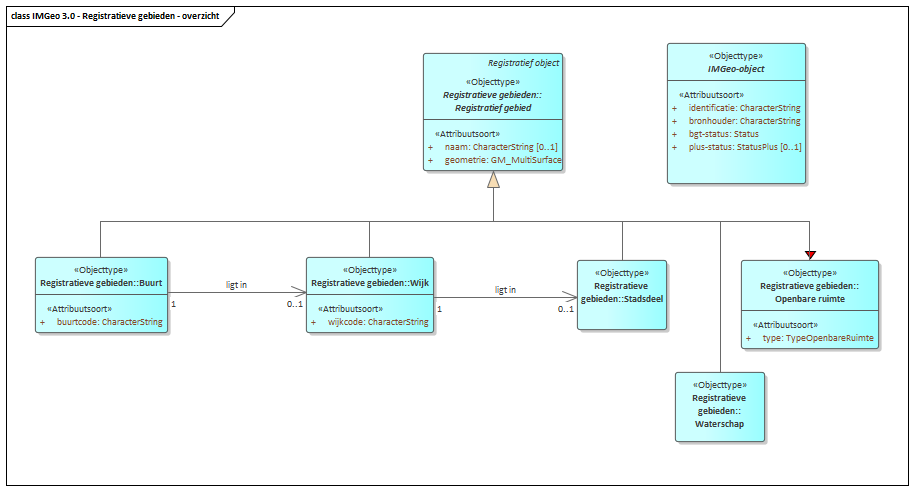 class IMGeo 3.0 - Registratieve gebieden - overzicht
Registratief object
«Objecttype»
Registratieve gebieden::
Registratief gebied
«Attribuutsoort»
+ naam: CharacterString [0..1]
+ geometrie: GM_MultiSurface
«Objecttype»
IMGeo-object
«Attribuutsoort»
+ identificatie: CharacterString
+ bronhouder: CharacterString
+ bgt-status: Status
+ plus-status: StatusPlus [0..1]
«Objecttype»
Registratieve gebieden::Buurt
«Attribuutsoort»
+ buurtcode: CharacterString
ligt in
1
0..1
«Objecttype»
Registratieve gebieden::Wijk
«Attribuutsoort»
+ wijkcode: CharacterString
ligt in
1
0..1
«Objecttype»
Registratieve
gebieden::Stadsdeel
«Objecttype»
Registratieve gebieden::
Openbare ruimte
«Attribuutsoort»
+ type: TypeOpenbareRuimte
«Objecttype»
Registratieve
gebieden::
Waterschap